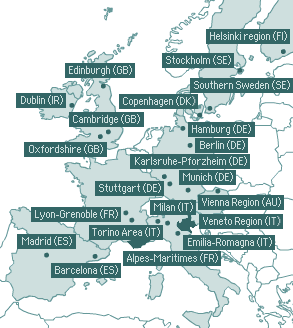 Helsinki region (FI)
Stockholm (SE)
Edinburgh (GB)
Southern Sweden (SE)
Dublin (IR)
Copenhagen (DK)
Cambridge (GB)
Hamburg (DE)
Oxfordshire (GB)
Berlin (DE)
Karlsruhe-Pforzheim (DE)
Munich (DE)
Stuttgart (DE)
Vienna Region (AU)
Milan (IT)
Lyon-Grenoble (FR)
Veneto Region (IT)
Torino Area (IT)
Madrid (ES)
Emilia-Romagna (IT)
Alpes-Maritimes (FR)
Barcelona (ES)